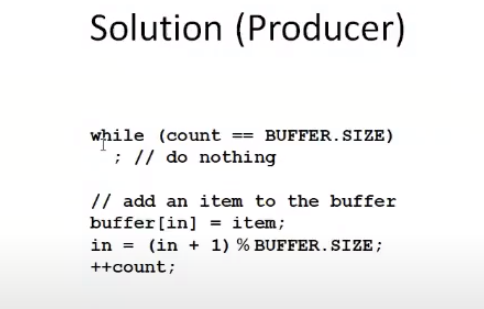 Solution (Producer)
while (count == BUFFER.SIZE)
; // do nothing
// add an item to the buffer
buffer[in] = item;
in = (in + 1) % BUFFER.SIZE;
++count;